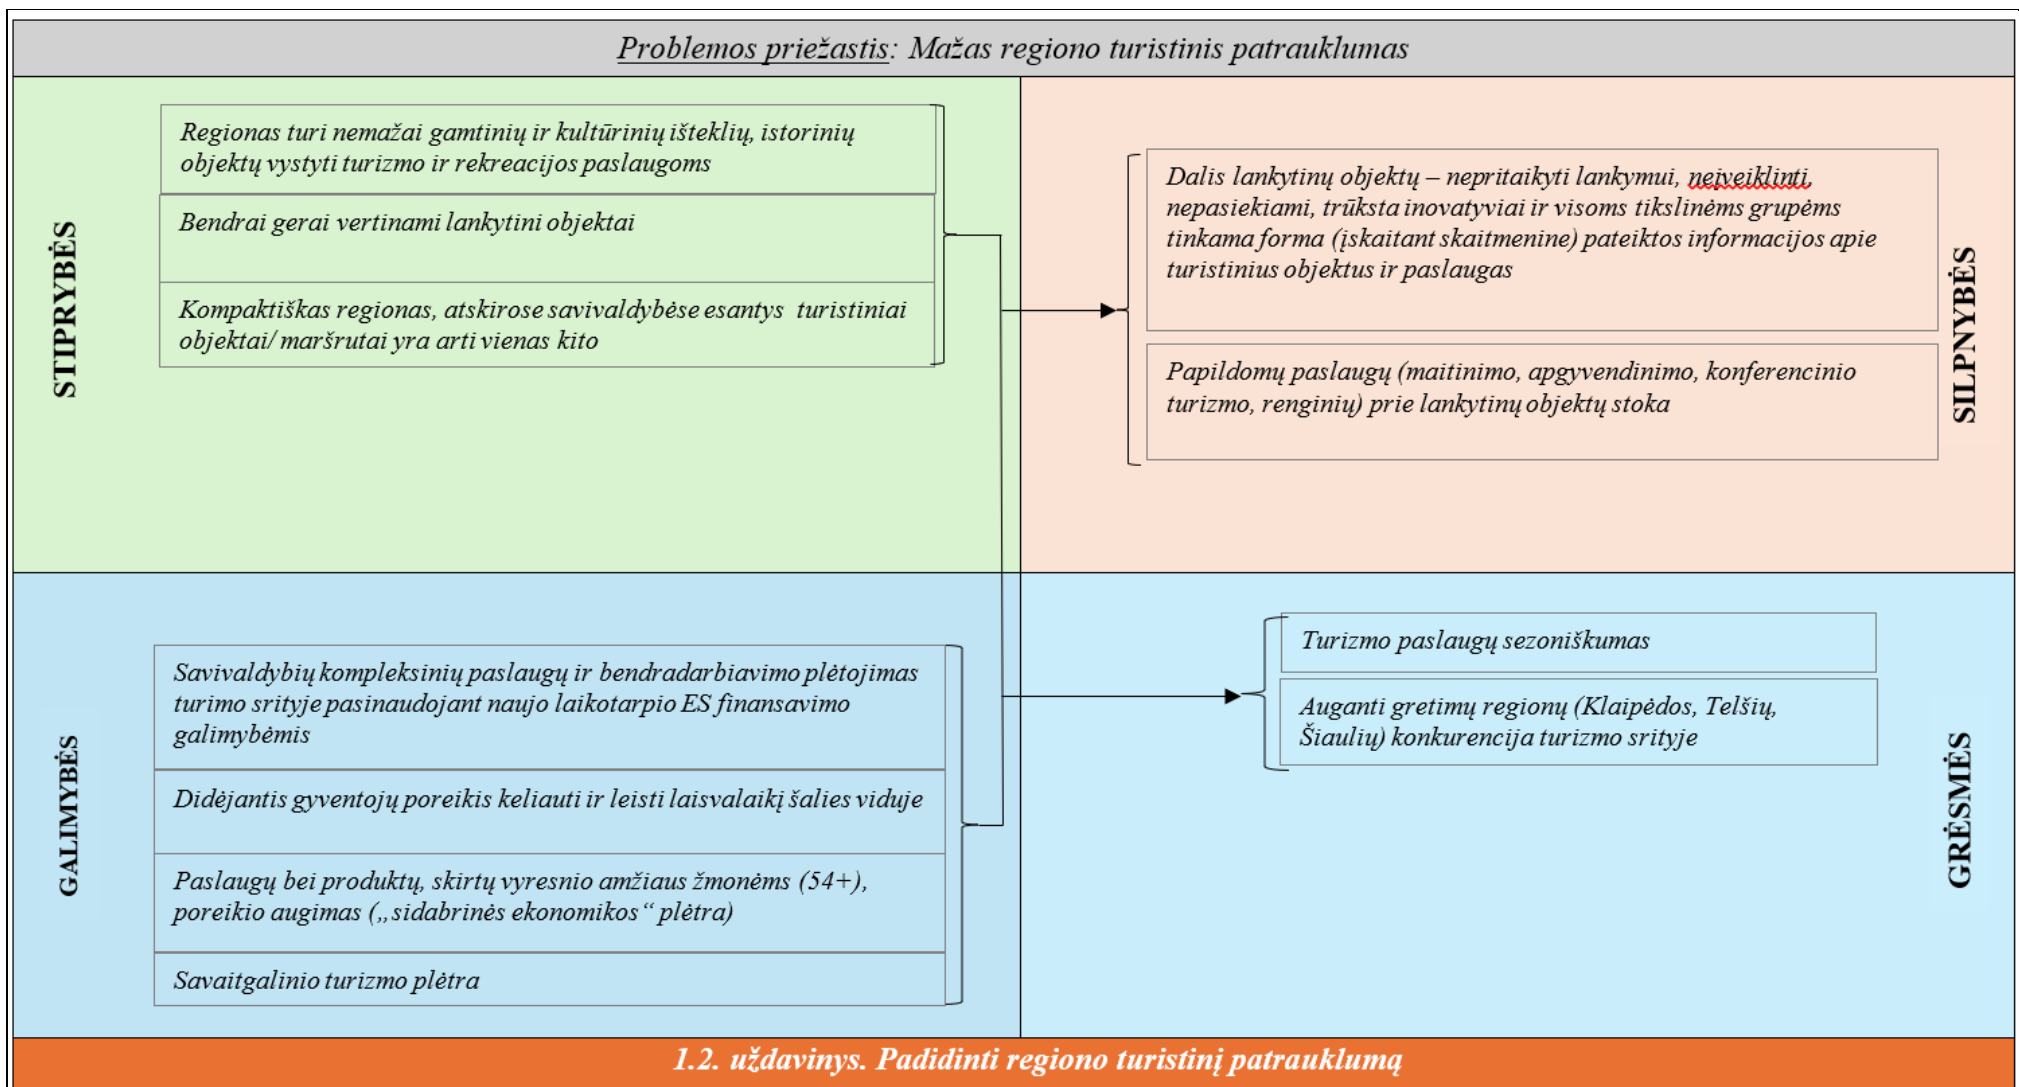 Problemos priežastis: Mažas regiono turistinis patrauklumas
STIPRYBĖS
Regionas turi nemažai gamtinių ir kultūrinių išteklių, istorinių
objektų vystyti turizmo ir rekreacijos paslaugoms
Bendrai gerai vertinami lankytini objektai
Kompaktiškas regionas, atskirose savivaldybėse esantys turistiniai
objektai/ maršrutai yra arti vienas kito
Dalis lankytinų objektų – nepritaikyti lankymui, neįveiklinti,
nepasiekiami, trūksta inovatyviai ir visoms tikslinėms grupėms
tinkama forma (įskaitant skaitmenine) pateiktos informacijos apie
turistinius objektus ir paslaugas
Papildomų paslaugų (maitinimo, apgyvendinimo, konferencinio
turizmo, renginių) prie lankytinų objektų stoka
SILPNYBĖS
GALIMYBĖS
Savivaldybių kompleksinių paslaugų ir bendradarbiavimo plėtojimas
turimo srityje pasinaudojant naujo laikotarpio ES finansavimo
galimybėmis
Didėjantis gyventojų poreikis keliauti ir leisti laisvalaikį šalies viduje
Paslaugų bei produktų, skirtų vyresnio amžiaus žmonėms (54+),
poreikio augimas („sidabrinės ekonomikos“ plėtra)
Savaitgalinio turizmo plėtra
Turizmo paslaugų sezoniškumas
Auganti gretimų regionų (Klaipėdos, Telšių,
Šiaulių) konkurencija turizmo srityje
GRĖSMĖS
1.2. uždavinys. Padidinti regiono turistinį patrauklumą